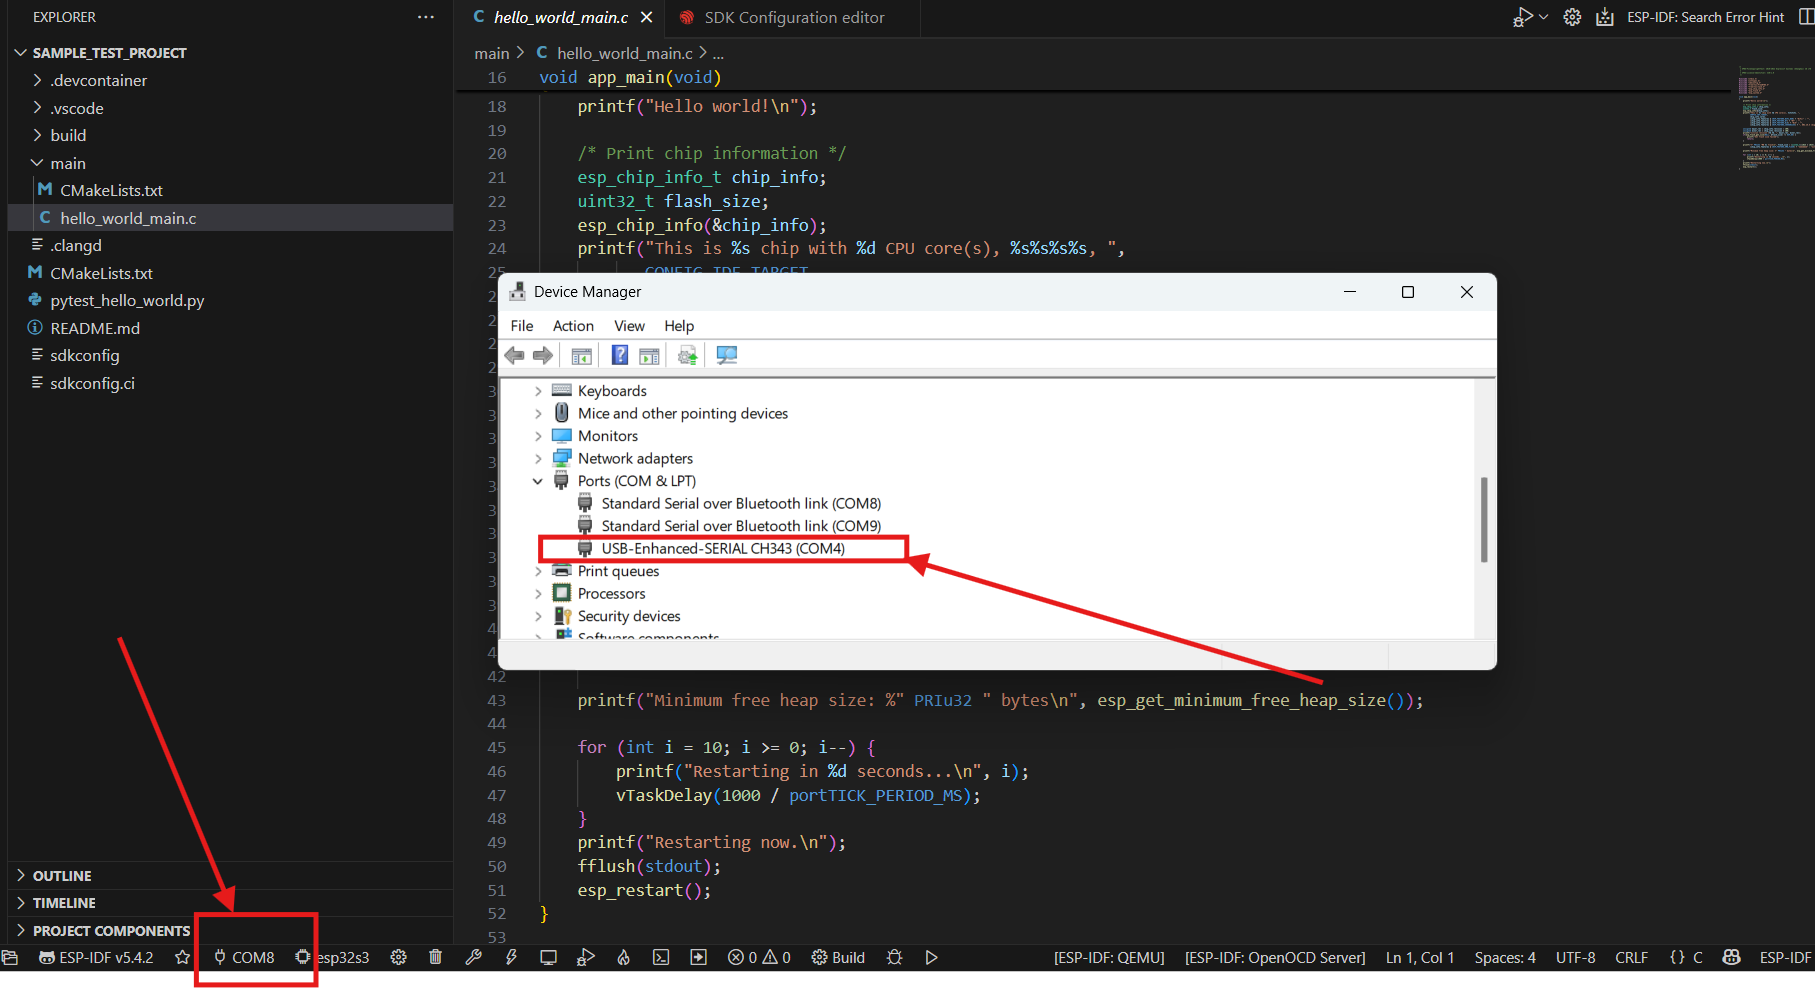 EXPLORER
SAMPLE_TEST_PROJECT
.devcontainer
.vscode
build
main
CMakeLists.txt
hello_world_main.c
.clangd
CMakeLists.txt
pytest_hello_world.py
README.md
sdkconfig
sdkconfig.ci
OUTLINE
TIMELINE
PROJECT COMPONENTS
hello_world_main.c
SDK Configuration editor
ESP-IDF: Search Error Hint
main > C hello_world_main.c > ...
16 void app_main(void)
18 printf("Hello world!\n");
19
20 /* Print chip information */
21 esp_chip_info_t chip_info;
22 uint32_t flash_size;
23 esp_chip_info(&chip_info);
24 printf("This is %s chip with %d CPU core(s), %s%s%s%s, ",
25 CONFIG_IDF_TARGET
Device Manager
File Action View Help
Keyboards
Mice and other pointing devices
Monitors
Network adapters
Ports (COM & LPT)
Standard Serial over Bluetooth link (COM8)
Standard Serial over Bluetooth link (COM9)
USB-Enhanced-SERIAL CH343 (COM4)
Print queues
Processors
Security devices
Software components
42
43 printf("Minimum free heap size: %" PRIu32 " bytes\n", esp_get_minimum_free_heap_size());
44
45 for (int i = 10; i >= 0; i--) {
46 printf("Restarting in %d seconds...\n", i);
47 vTaskDelay(1000 / portTICK_PERIOD_MS);
48 }
49 printf("Restarting now.\n");
50 fflush(stdout);
51 esp_restart();
52 }
53
ESP-IDF v5.4.2 COM8 esp32s3 0 0 Build [ESP-IDF: QEMU] [ESP-IDF: OpenOCD Server] Ln 1, Col 1 Spaces: 4 UTF-8 CRLF {} C ESP-IDF